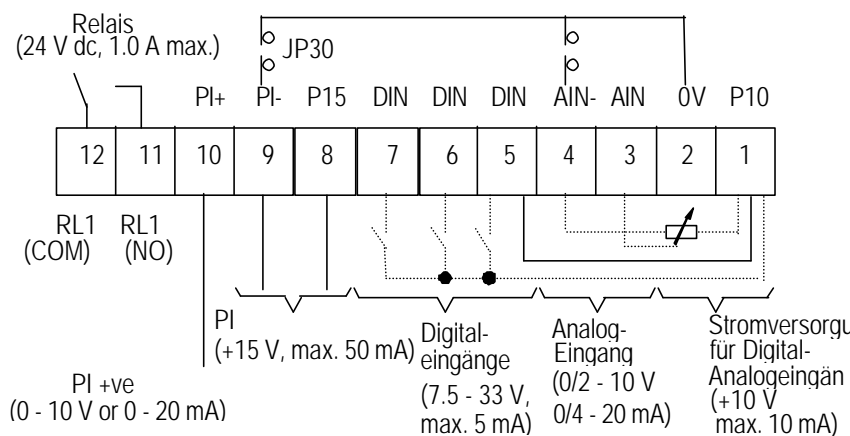 Relais
(24 V dc, 1.0 A max.)
JP30
PI+ PI- P15 DIN DIN DIN AIN- AIN 0V P10
12 11 10 9 8 7 6 5 4 3 2 1
RL1 RL1
(COM) (NO)
PI
(+15 V, max. 50 mA)
Digital-
eingänge
(7.5 - 33 V,
max. 5 mA)
Analog-
Eingang
(0/2 - 10 V
0/4 - 20 mA)
Stromversorgu
für Digital-
Analogeingän
(+10 V
max. 10 mA)
PI +ve
(0 - 10 V or 0 - 20 mA)